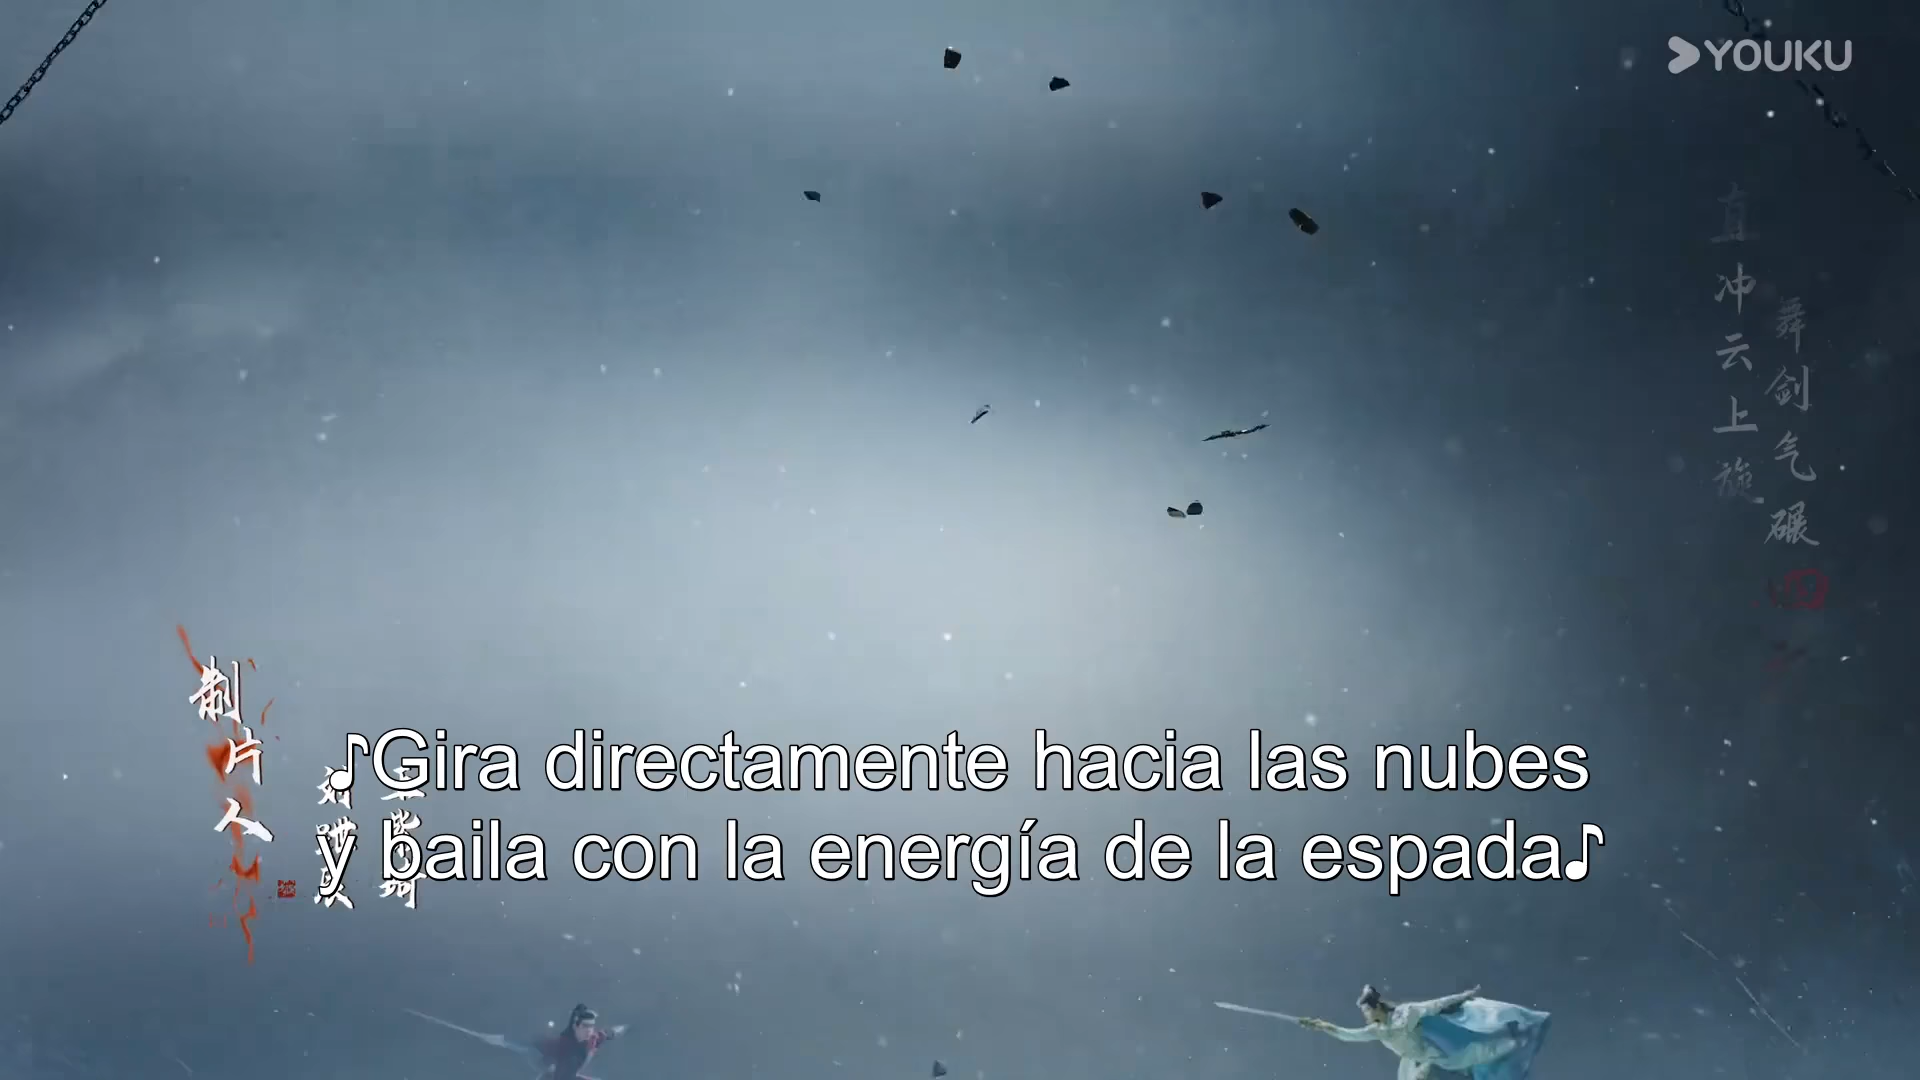 YOUKU
直冲云上旋
舞剑气碾
制片人
♪Gira directamente hacia las nubes
y baila con la energía de la espada♪